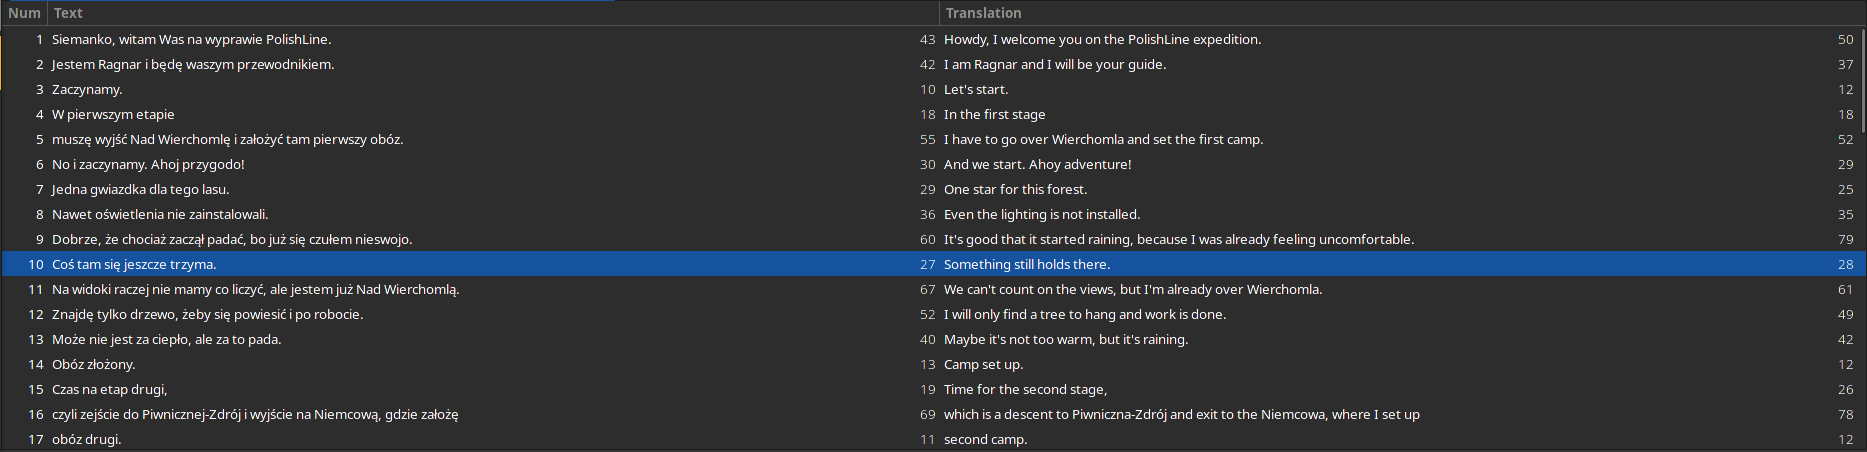 Num Text Translation
1 Siemanko, witam Was na wyprawie PolishLine. 43 Howdy, I welcome you on the PolishLine expedition. 50
2 Jestem Ragnar i będę waszym przewodnikiem. 42 I am Ragnar and I will be your guide. 37
3 Zaczynamy. 10 Let's start. 12
4 W pierwszym etapie 18 In the first stage 18
5 muszę wyjść Nad Wierchomlę i założyć tam pierwszy obóz. 55 I have to go over Wierchomla and set the first camp. 52
6 No i zaczynamy. Ahoj przygodo! 30 And we start. Ahoy adventure! 29
7 Jedna gwiazdka dla tego lasu. 29 One star for this forest. 25
8 Nawet oświetlenia nie zainstalowali. 36 Even the lighting is not installed. 35
9 Dobrze, że chociaż zaczął padać, bo już się czułem nieswojo. 60 It's good that it started raining, because I was already feeling uncomfortable. 79
10 Coś tam się jeszcze trzyma. 27 Something still holds there. 28
11 Na widoki raczej nie mamy co liczyć, ale jestem już Nad Wierchomlą. 67 We can't count on the views, but I'm already over Wierchomla. 61
12 Znajdę tylko drzewo, żeby się powiesić i po robocie. 52 I will only find a tree to hang and work is done. 49
13 Może nie jest za ciepło, ale za to pada. 40 Maybe it's not too warm, but it's raining. 42
14 Obóz złożony. 13 Camp set up. 12
15 Czas na etap drugi, 19 Time for the second stage, 26
16 czyli zejście do Piwnicznej-Zdrój i wyjście na Niemcową, gdzie założę 69 which is a descent to Piwniczna-Zdrój and exit to the Niemcowa, where I set up 78
17 obóz drugi. 11 second camp. 12